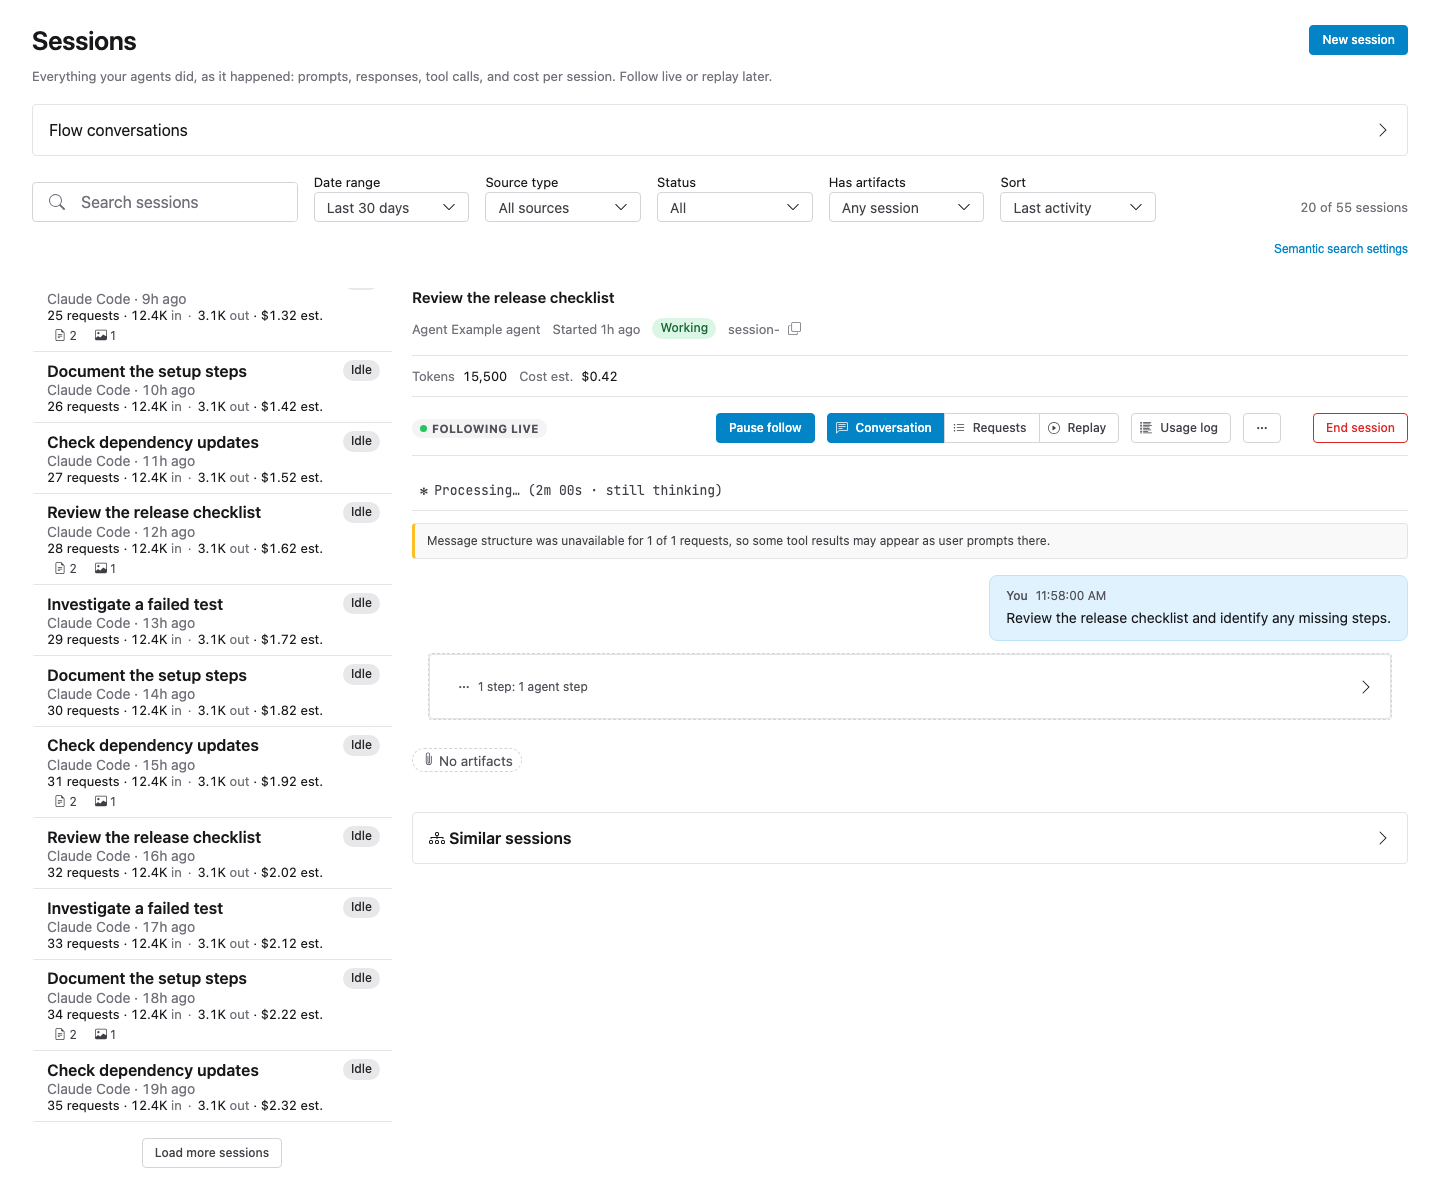 Sessions
New session
Everything your agents did, as it happened: prompts, responses, tool calls, and cost per session. Follow live or replay later.
Flow conversations
Search sessions
Date range
Last 30 days
Source type
All sources
Status
All
Has artifacts
Any session
Sort
Last activity
20 of 55 sessions
Semantic search settings
Claude Code · 9h ago
25 requests · 12.4K in · 3.1K out · $1.32 est.
2 1
Document the setup steps Idle
Claude Code · 10h ago
26 requests · 12.4K in · 3.1K out · $1.42 est.
Check dependency updates Idle
Claude Code · 11h ago
27 requests · 12.4K in · 3.1K out · $1.52 est.
Review the release checklist Idle
Claude Code · 12h ago
28 requests · 12.4K in · 3.1K out · $1.62 est.
2 1
Investigate a failed test Idle
Claude Code · 13h ago
29 requests · 12.4K in · 3.1K out · $1.72 est.
Document the setup steps Idle
Claude Code · 14h ago
30 requests · 12.4K in · 3.1K out · $1.82 est.
Check dependency updates Idle
Claude Code · 15h ago
31 requests · 12.4K in · 3.1K out · $1.92 est.
2 1
Review the release checklist Idle
Claude Code · 16h ago
32 requests · 12.4K in · 3.1K out · $2.02 est.
Investigate a failed test Idle
Claude Code · 17h ago
33 requests · 12.4K in · 3.1K out · $2.12 est.
Document the setup steps Idle
Claude Code · 18h ago
34 requests · 12.4K in · 3.1K out · $2.22 est.
2 1
Check dependency updates Idle
Claude Code · 19h ago
35 requests · 12.4K in · 3.1K out · $2.32 est.
Load more sessions
Review the release checklist
Agent Example agent Started 1h ago Working session-
Tokens 15,500 Cost est. $0.42
FOLLOWING LIVE
Pause follow
Conversation
Requests
Replay
Usage log
···
End session
✻ Processing… (2m 00s · still thinking)
Message structure was unavailable for 1 of 1 requests, so some tool results may appear as user prompts there.
You 11:58:00 AM
Review the release checklist and identify any missing steps.
··· 1 step: 1 agent step
No artifacts
Similar sessions